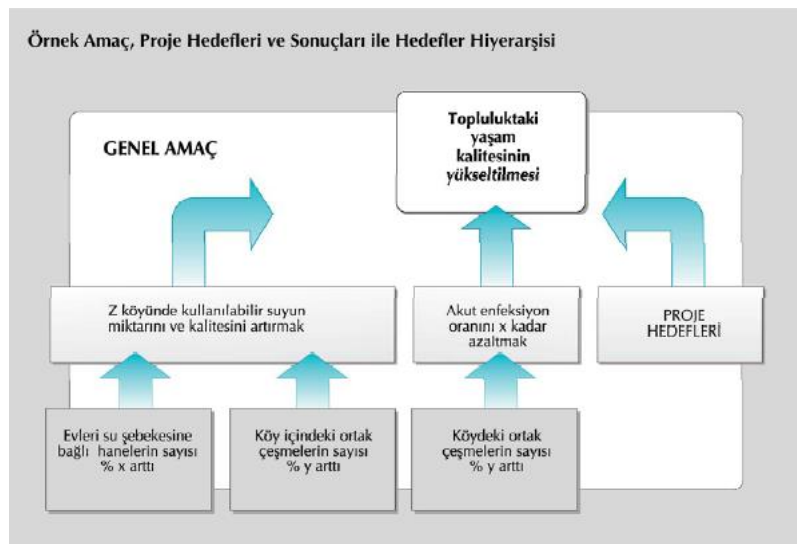 Örnek Amaç, Proje Hedefleri ve Sonuçları ile Hedefler Hiyerarşisi
GENEL AMAÇ
Topluluktaki
yaşam
kalitesinin
yükseltilmesi
Z köyünde kullanılabilir suyun
miktarını ve kalitesini artırmak
Akut enfeksiyon
oranını x kadar
azaltmak
PROJE
HEDEFLERİ
Evleri su şebekesine
bağlı hanelerin sayısı
% x arttı
Köy içindeki ortak
çeşmelerin sayısı
% y arttı
Köydeki ortak
çeşmelerin sayısı
% y arttı